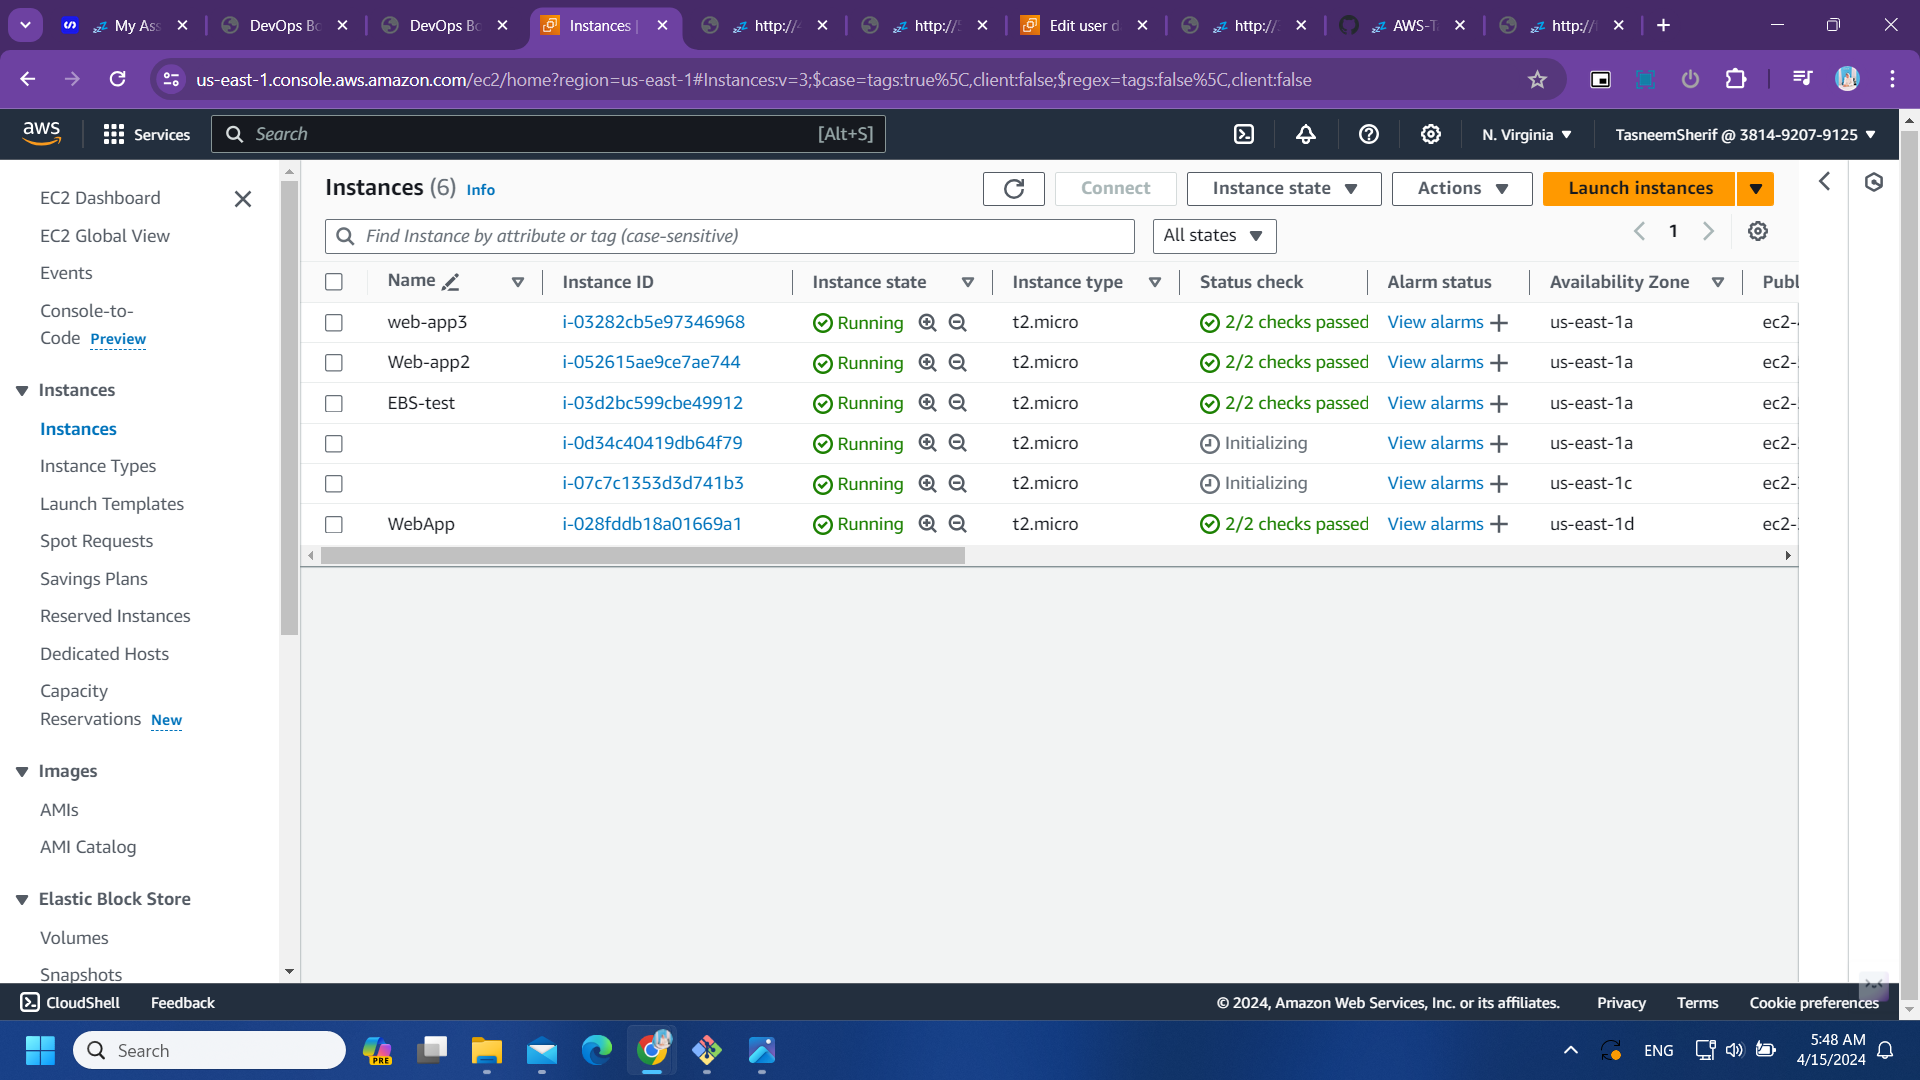 My Ass
DevOps Bo
DevOps Bo
Instances |
http://
http://
Edit user d
http://
AWS-T
http://
us-east-1.console.aws.amazon.com/ec2/home?region=us-east-1#Instances:v=3;$case=tags:true%5C,client:false;$regex=tags:false%5C,client:false
aws
Services
Search
[Alt+S]
N. Virginia
TasneemSherif @ 3814-9207-9125
EC2 Dashboard
EC2 Global View
Events
Console-to-
Code Preview
Instances
Instances
Instance Types
Launch Templates
Spot Requests
Savings Plans
Reserved Instances
Dedicated Hosts
Capacity
Reservations New
Images
AMIs
AMI Catalog
Elastic Block Store
Volumes
Snapshots
Instances (6) Info
Connect
Instance state
Actions
Launch instances
Find Instance by attribute or tag (case-sensitive)
All states
1
Name Instance ID Instance state Instance type Status check Alarm status Availability Zone Publ
web-app3 i-03282cb5e97346968 Running t2.micro 2/2 checks passed View alarms + us-east-1a ec2-
Web-app2 i-052615ae9ce7ae744 Running t2.micro 2/2 checks passed View alarms + us-east-1a ec2-
EBS-test i-03d2bc599cbe49912 Running t2.micro 2/2 checks passed View alarms + us-east-1a ec2-
i-0d34c40419db64f79 Running t2.micro Initializing View alarms + us-east-1a ec2-
i-07c7c1353d3d741b3 Running t2.micro Initializing View alarms + us-east-1c ec2-
WebApp i-028fddb18a01669a1 Running t2.micro 2/2 checks passed View alarms + us-east-1d ec2-
CloudShell
Feedback
© 2024, Amazon Web Services, Inc. or its affiliates.
Privacy
Terms
Cookie preferences
Search
PRE
ENG
5:48 AM
4/15/2024